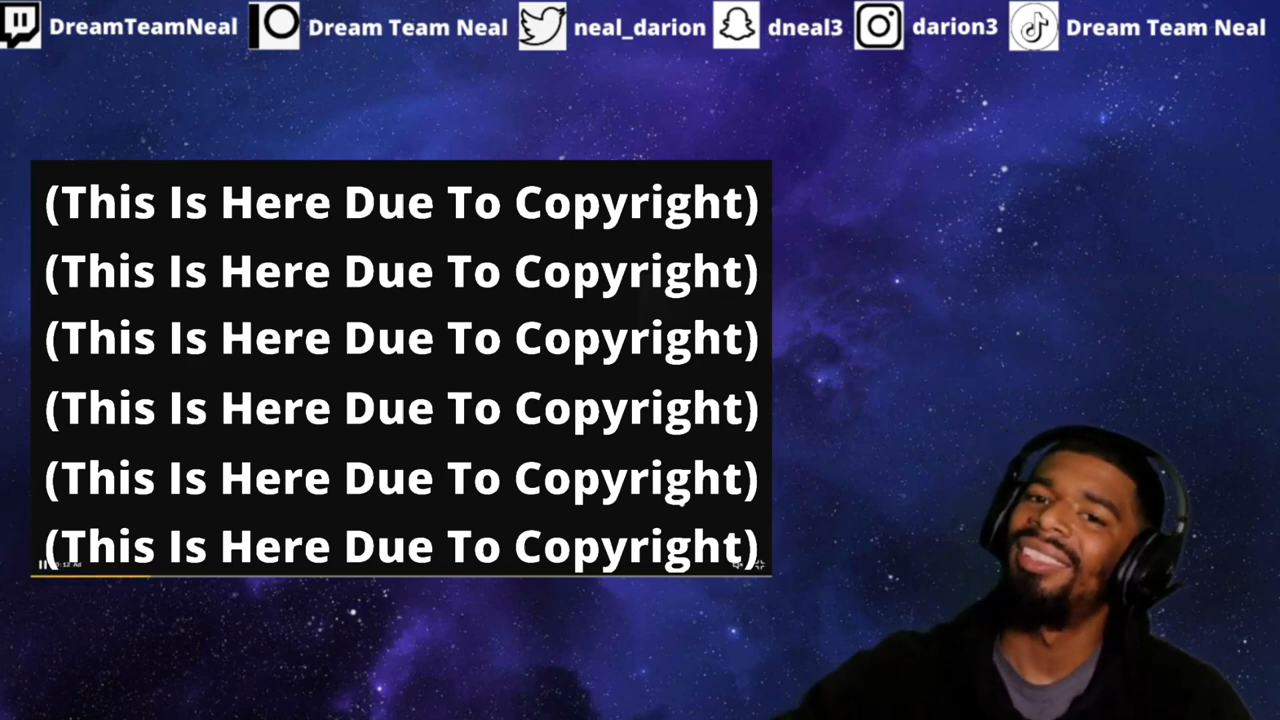 DreamTeamNeal Dream Team Neal neal_darion dneal3 darion3 Dream Team Neal
(This Is Here Due To Copyright)
(This Is Here Due To Copyright)
(This Is Here Due To Copyright)
(This Is Here Due To Copyright)
(This Is Here Due To Copyright)
(This Is Here Due To Copyright)
Ad